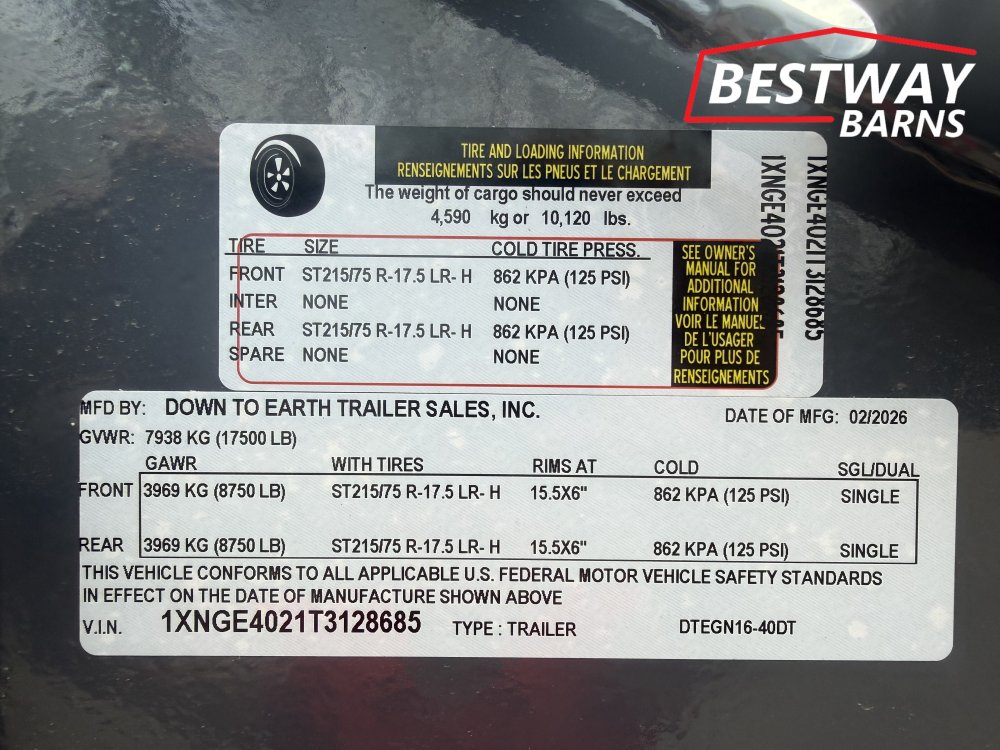 BESTWAY
BARNS
TIRE AND LOADING INFORMATION
RENSEIGNEMENTS SUR LES PNEUS ET LE CHARGEMENT
The weight of cargo should never exceed
4,590 kg or 10,120 lbs.
TIRE SIZE COLD TIRE PRESS.
FRONT ST215/75 R-17.5 LR- H 862 KPA (125 PSI)
INTER NONE NONE
REAR ST215/75 R-17.5 LR- H 862 KPA (125 PSI)
SPARE NONE NONE
SEE OWNER'S
MANUAL FOR
ADDITIONAL
INFORMATION
VOIR LE MANUEL
DE L'USAGER
POUR PLUS DE
RENSEIGNEMENTS
1XNGE4021T3128685
1XNGE4021T3128685
MFD BY: DOWN TO EARTH TRAILER SALES, INC. DATE OF MFG: 02/2026
GVWR: 7938 KG (17500 LB)
GAWR WITH TIRES RIMS AT COLD SGL/DUAL
FRONT 3969 KG (8750 LB) ST215/75 R-17.5 LR- H 15.5X6" 862 KPA (125 PSI) SINGLE
REAR 3969 KG (8750 LB) ST215/75 R-17.5 LR- H 15.5X6" 862 KPA (125 PSI) SINGLE
THIS VEHICLE CONFORMS TO ALL APPLICABLE U.S. FEDERAL MOTOR VEHICLE SAFETY STANDARDS
IN EFFECT ON THE DATE OF MANUFACTURE SHOWN ABOVE
V.I.N. 1XNGE4021T3128685 TYPE : TRAILER DTEGN16-40DT